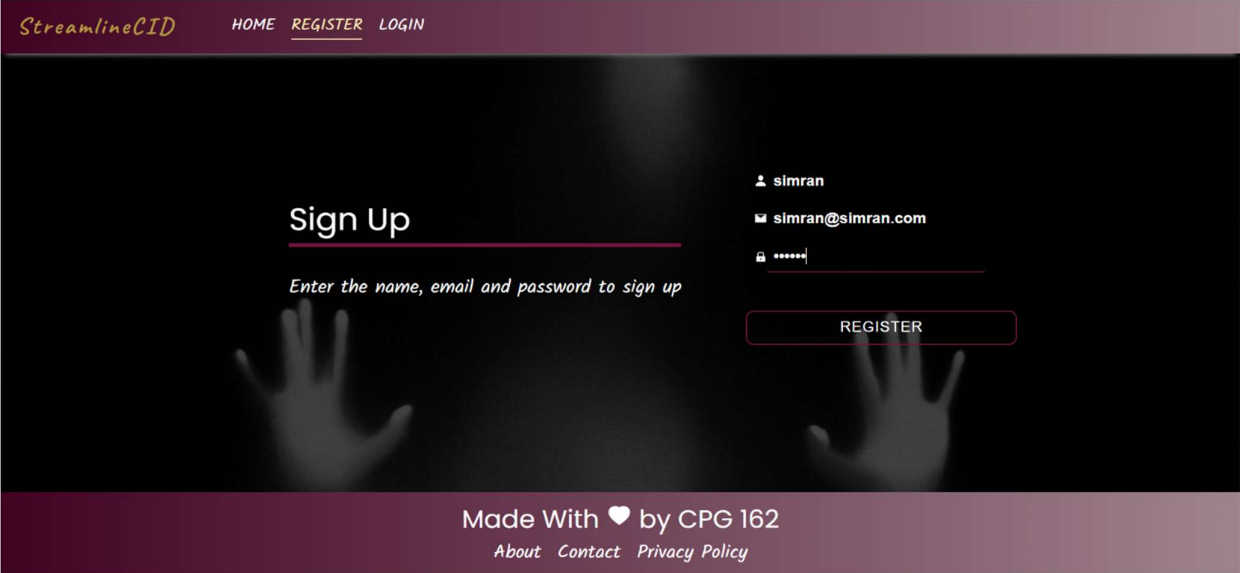 StreamlineCID HOME REGISTER LOGIN
Sign Up
Enter the name, email and password to sign up
simran
simran@simran.com
••••••
REGISTER
Made With ♥ by CPG 162
About Contact Privacy Policy